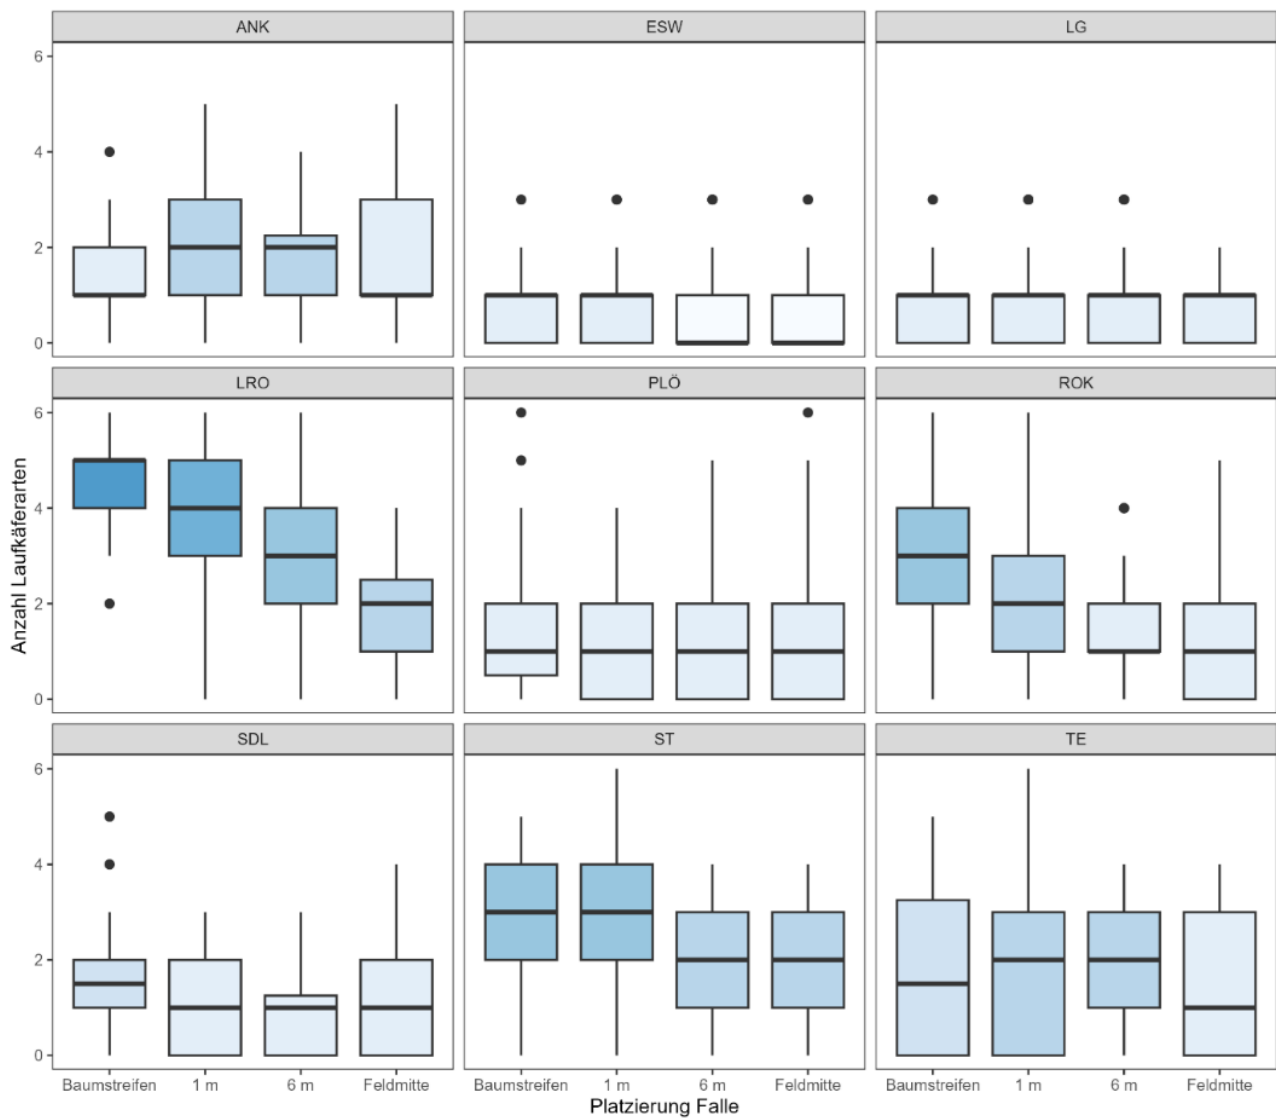 ANK ESW LG
6
4
2
0
LRO PLÖ ROK
6
4
2
0
SDL ST TE
6
4
2
0
Anzahl Laufkäferarten
Baumstreifen 1 m 6 m Feldmitte Baumstreifen 1 m 6 m Feldmitte Baumstreifen 1 m 6 m Feldmitte
Platzierung Falle